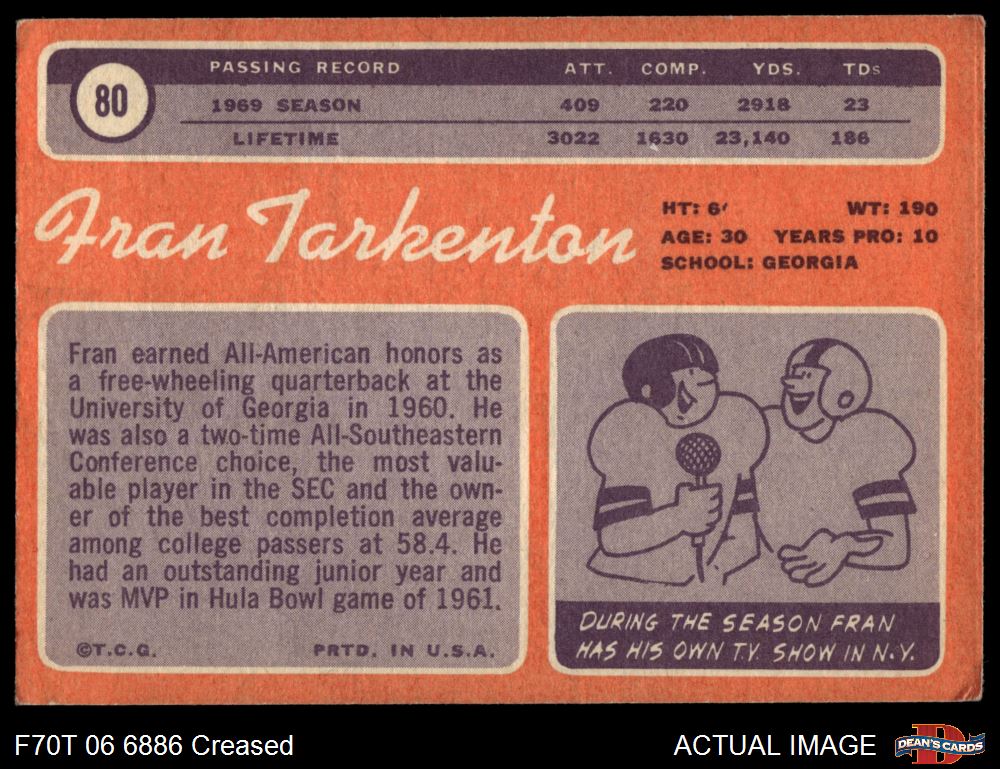 80
PASSING RECORD ATT. COMP. YDS. TDs
1969 SEASON 409 220 2918 23
LIFETIME 3022 1630 23,140 186
Fran Tarkenton
HT: 6' WT: 190
AGE: 30 YEARS PRO: 10
SCHOOL: GEORGIA
Fran earned All-American honors as
a free-wheeling quarterback at the
University of Georgia in 1960. He
was also a two-time All-Southeastern
Conference choice, the most valu-
able player in the SEC and the own-
er of the best completion average
among college passers at 58.4. He
had an outstanding junior year and
was MVP in Hula Bowl game of 1961.
©T.C.G. PRTD. IN U.S.A.
DURING THE SEASON FRAN
HAS HIS OWN T.V. SHOW IN N.Y.
F70T 06 6886 Creased
ACTUAL IMAGE
D
DEAN'S CARDS